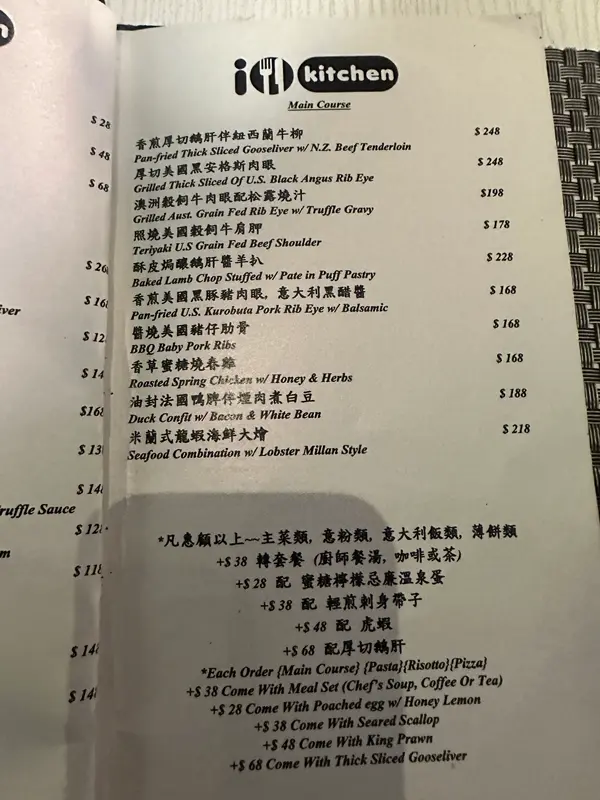 $ 28
$ 48
$ 68
$ 26
$ 16
iver
$ 12
$ 14
$16
$ 13
$ 14
ruffle Sauce
$ 12
m
$ 118
$ 14
$ 14
i kitchen
Main Course
香煎厚切鵝肝伴紐西蘭牛柳 $ 248
Pan-fried Thick Sliced Gooseliver w/ N.Z. Beef Tenderloin
厚切美國黑安格斯肉眼 $ 248
Grilled Thick Sliced Of U.S. Black Angus Rib Eye
澳洲穀飼牛肉眼配松露燒汁 $198
Grilled Aust. Grain Fed Rib Eye w/ Truffle Gravy
照燒美國穀飼牛肩胛 $ 178
Teriyaki U.S Grain Fed Beef Shoulder
酥皮焗釀鵝肝醬羊扒 $ 228
Baked Lamb Chop Stuffed w/ Pate in Puff Pastry
香煎美國黑豚豬肉眼, 意大利黑醋醬 $ 168
Pan-fried U.S. Kurobuta Pork Rib Eye w/ Balsamic
醬燒美國豬仔肋骨 $ 168
BBQ Baby Pork Ribs
香草蜜糖燒春雞 $ 168
Roasted Spring Chicken w/ Honey & Herbs
油封法國鴨脾伴煙肉煮白豆 $ 188
Duck Confit w/ Bacon & White Bean
米蘭式龍蝦海鮮大燴 $ 218
Seafood Combination w/ Lobster Millan Style
*凡惠顧以上~~主菜類, 意粉類, 意大利飯類, 薄餅類
+$ 38 轉套餐 (廚師餐湯, 咖啡或茶)
+$ 28 配 蜜糖檸檬忌廉溫泉蛋
+$ 38 配 輕煎刺身帶子
+$ 48 配 虎蝦
+$ 68 配厚切鵝肝
*Each Order {Main Course} {Pasta}{Risotto}{Pizza}
+$ 38 Come With Meal Set (Chef's Soup, Coffee Or Tea)
+$ 28 Come With Poached egg w/ Honey Lemon
+$ 38 Come With Seared Scallop
+$ 48 Come With King Prawn
+$ 68 Come With Thick Sliced Gooseliver